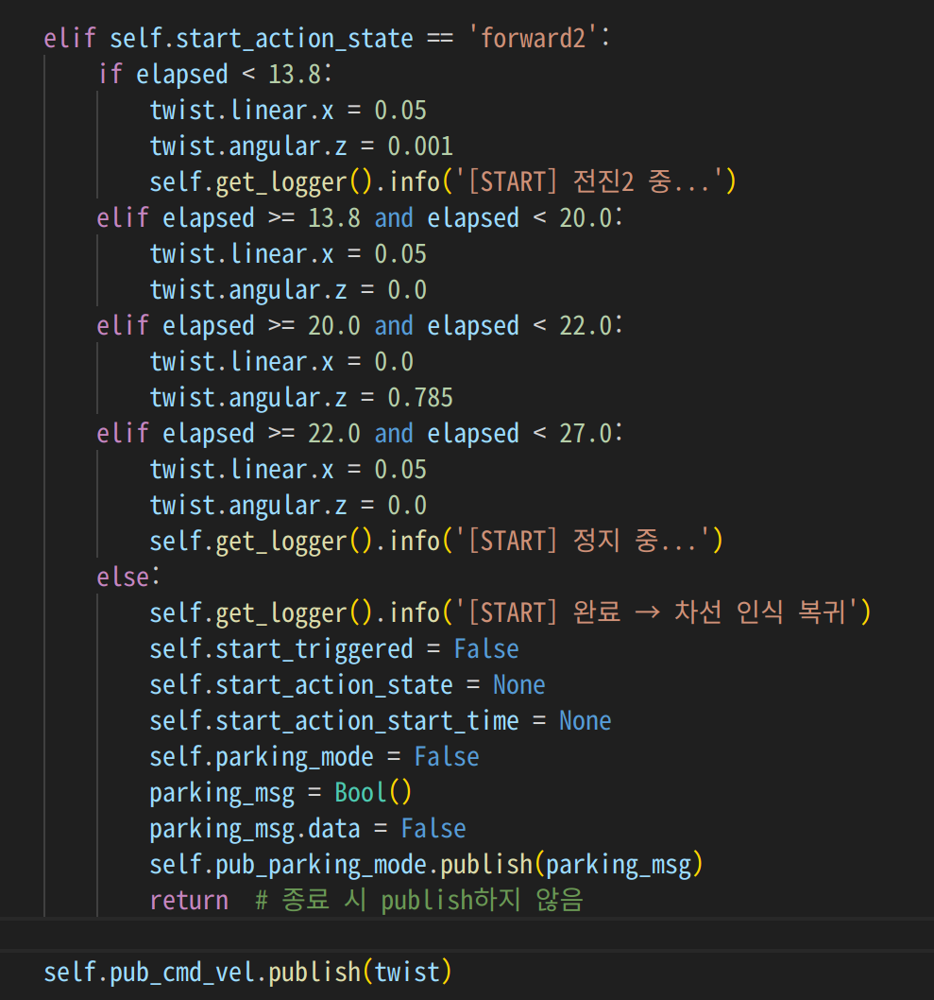 elif self.start_action_state == 'forward2':
    if elapsed < 13.8:
        twist.linear.x = 0.05
        twist.angular.z = 0.001
        self.get_logger().info('[START] 전진2 중...')
    elif elapsed >= 13.8 and elapsed < 20.0:
        twist.linear.x = 0.05
        twist.angular.z = 0.0
    elif elapsed >= 20.0 and elapsed < 22.0:
        twist.linear.x = 0.0
        twist.angular.z = 0.785
    elif elapsed >= 22.0 and elapsed < 27.0:
        twist.linear.x = 0.05
        twist.angular.z = 0.0
        self.get_logger().info('[START] 정지 중...')
    else:
        self.get_logger().info('[START] 완료 → 차선 인식 복귀')
        self.start_triggered = False
        self.start_action_state = None
        self.start_action_start_time = None
        self.parking_mode = False
        parking_msg = Bool()
        parking_msg.data = False
        self.pub_parking_mode.publish(parking_msg)
        return  # 종료 시 publish하지 않음
self.pub_cmd_vel.publish(twist)